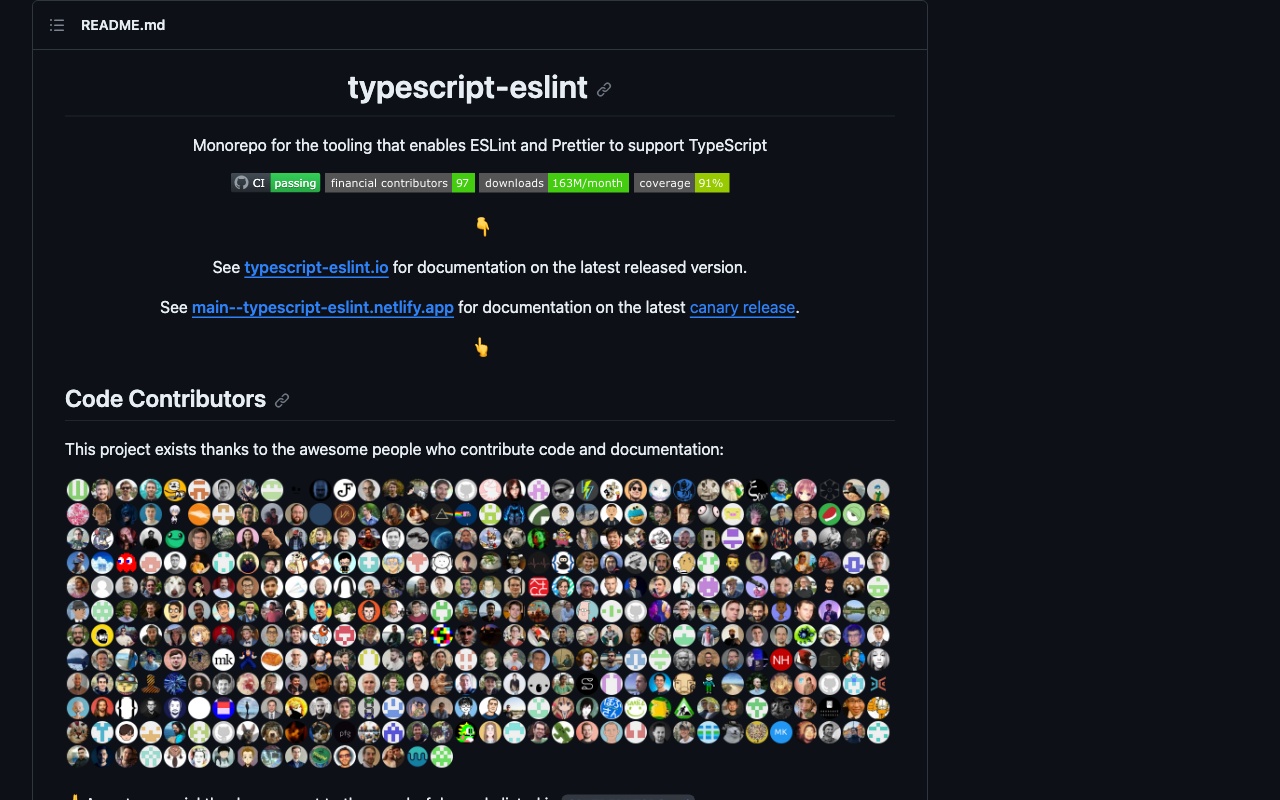 README.md
typescript-eslint
Monorepo for the tooling that enables ESLint and Prettier to support TypeScript
CI passing financial contributors 97 downloads 163M/month coverage 91%
See typescript-eslint.io for documentation on the latest released version.
See main--typescript-eslint.netlify.app for documentation on the latest canary release.
Code Contributors
This project exists thanks to the awesome people who contribute code and documentation:
mk
NH
MK